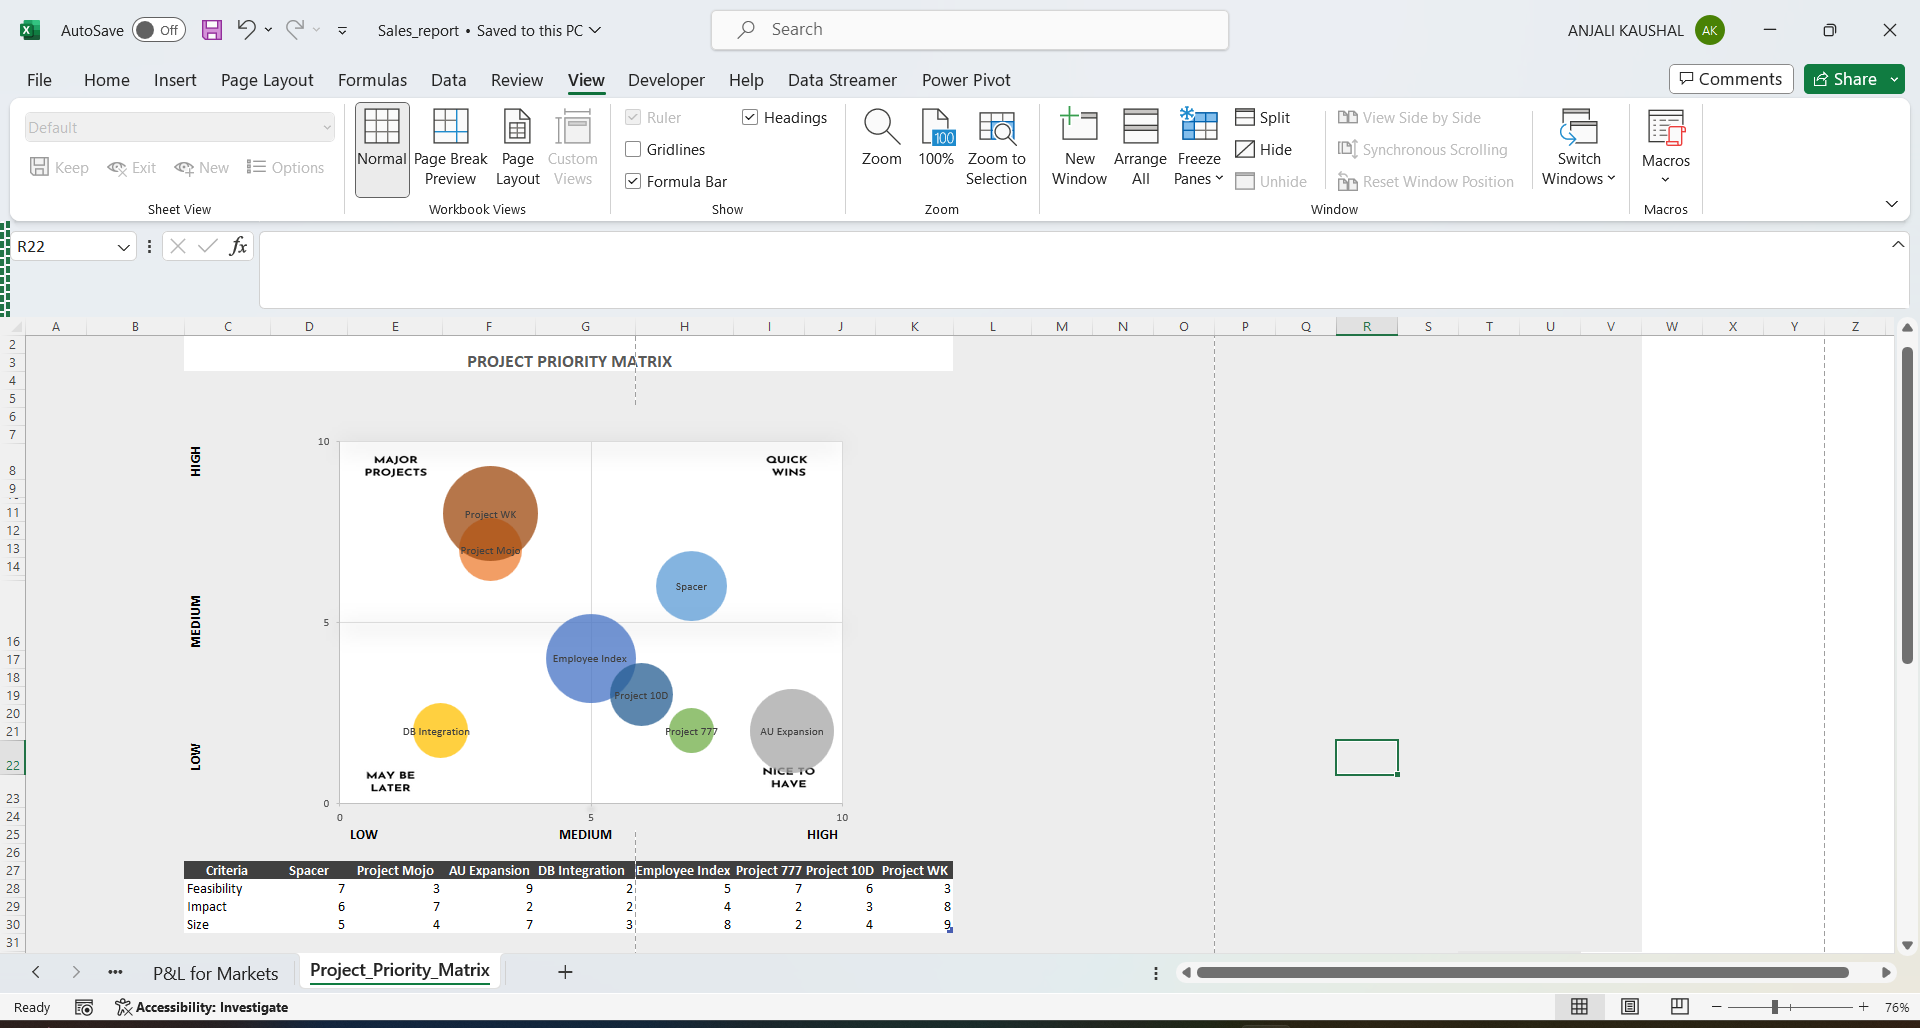 AutoSave Off Sales_report • Saved to this PC Search ANJALI KAUSHAL AK
File Home Insert Page Layout Formulas Data Review View Developer Help Data Streamer Power Pivot Comments Share
Default
Keep Exit New Options
Sheet View
Normal Page Break Preview Page Layout Custom Views
Workbook Views
Ruler Headings
Gridlines
Formula Bar
Show
Zoom 100 100% Zoom to Selection
Zoom
New Window Arrange All Freeze Panes
Split
Hide
Unhide
View Side by Side
Synchronous Scrolling
Reset Window Position
Switch Windows
Window
Macros
Macros
R22 fx
A B C D E F G H I J K L M N O P Q R S T U V W X Y Z
2
3 PROJECT PRIORITY MATRIX
4
5
6
7
8
9
11
12
13
14
16
17
18
19
20
21
22
23
24
25
26
27
28
29
30
31
HIGH
MEDIUM
LOW
10
5
0
MAJOR
PROJECTS
QUICK
WINS
Project WK
Project Mojo
Spacer
Employee Index
Project 10D
DB Integration
Project 777
AU Expansion
MAY BE
LATER
NICE TO
HAVE
0 5 10
LOW MEDIUM HIGH
Criteria Spacer Project Mojo AU Expansion DB Integration Employee Index Project 777 Project 10D Project WK
Feasibility 7 3 9 2 5 7 6 3
Impact 6 7 2 2 4 2 3 8
Size 5 4 7 3 8 2 4 9
P&L for Markets Project_Priority_Matrix
Ready Accessibility: Investigate 76%